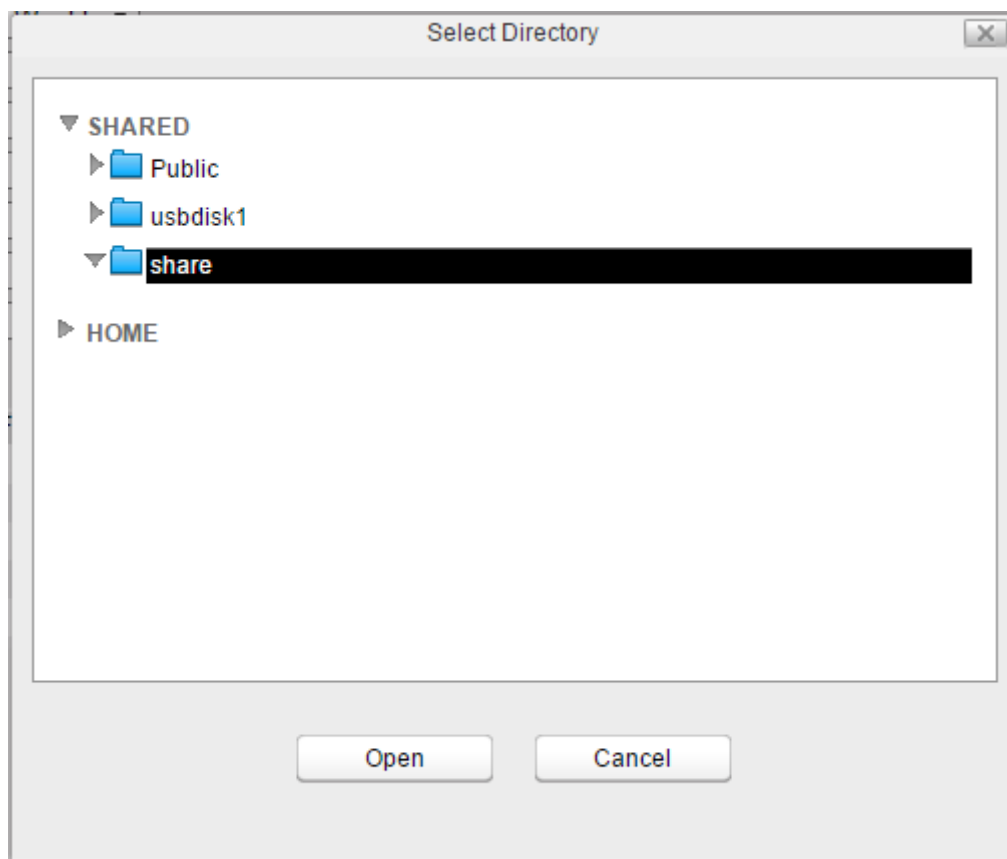 Select Directory
SHARED
Public
usbdisk1
share
HOME
Open
Cancel